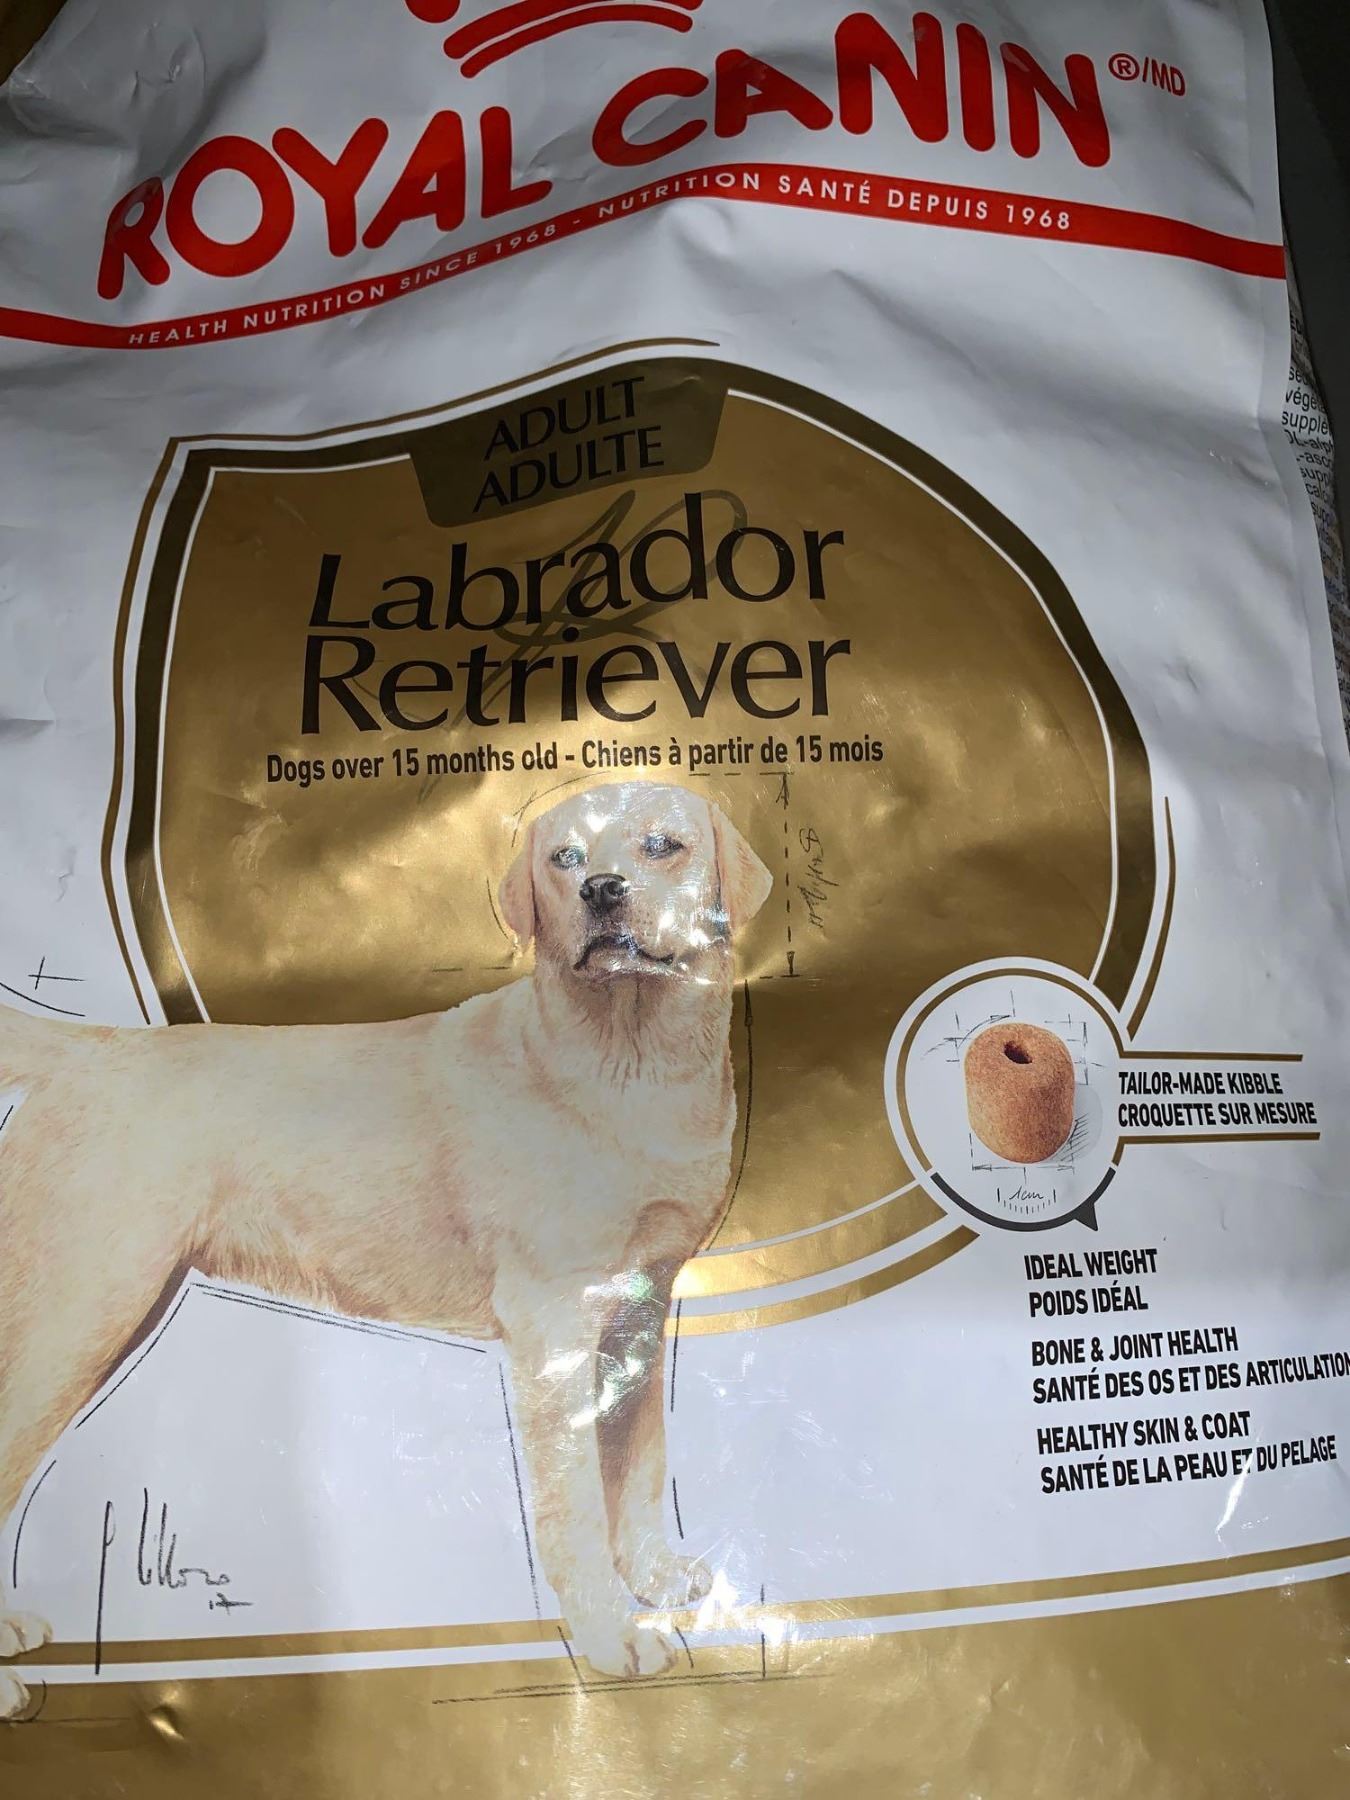 ROYAL CANIN®/MD
HEALTH NUTRITION SINCE 1968 - NUTRITION SANTÉ DEPUIS 1968
ADULT
ADULTE
Labrador
Retriever
Dogs over 15 months old - Chiens à partir de 15 mois
TAILOR-MADE KIBBLE
CROQUETTE SUR MESURE
1cm
IDEAL WEIGHT
POIDS IDÉAL
BONE & JOINT HEALTH
SANTÉ DES OS ET DES ARTICULATION
HEALTHY SKIN & COAT
SANTÉ DE LA PEAU ET DU PELAGE